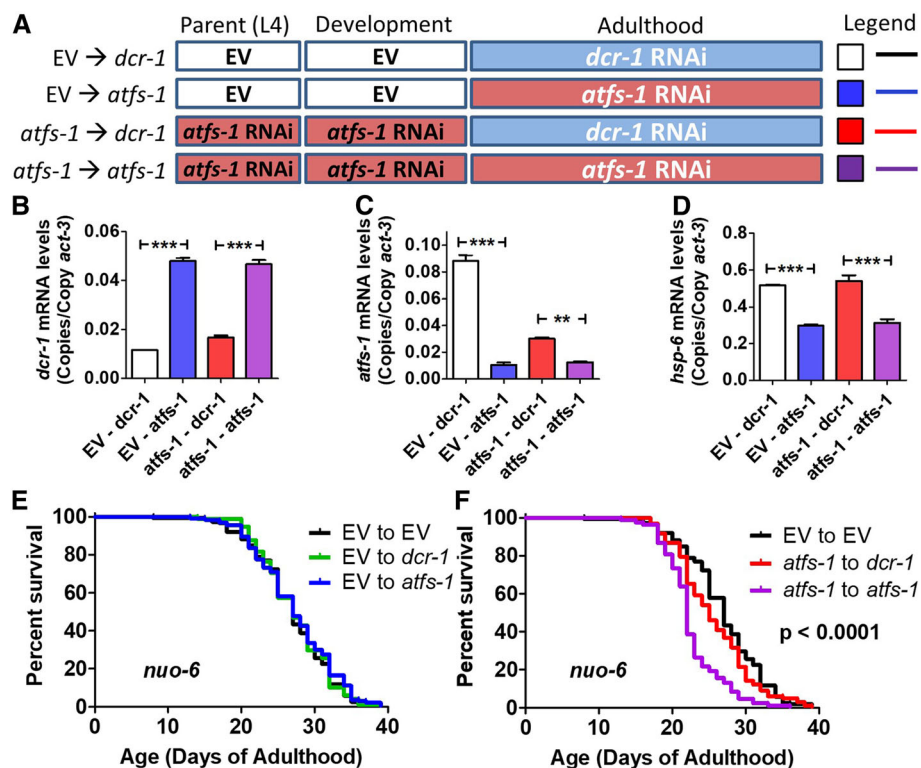 A
Parent (L4) Development Adulthood Legend
EV → dcr-1 EV EV dcr-1 RNAi
EV → atfs-1 EV EV atfs-1 RNAi
atfs-1 → dcr-1 atfs-1 RNAi atfs-1 RNAi dcr-1 RNAi
atfs-1 → atfs-1 atfs-1 RNAi atfs-1 RNAi atfs-1 RNAi
B
dcr-1 mRNA levels
(Copies/Copy act-3)
0.06
0.04
0.02
0.00
*** ***
EV - dcr-1
EV - atfs-1
atfs-1 - dcr-1
atfs-1 - atfs-1
C
atfs-1 mRNA levels
(Copies/Copy act-3)
0.10
0.08
0.06
0.04
0.02
0.00
*** **
EV - dcr-1
EV - atfs-1
atfs-1 - dcr-1
atfs-1 - atfs-1
D
hsp-6 mRNA levels
(Copies/Copy act-3)
0.8
0.6
0.4
0.2
0.0
*** ***
EV - dcr-1
EV - atfs-1
atfs-1 - dcr-1
atfs-1 - atfs-1
E
Percent survival
100
80
60
40
20
0
EV to EV
EV to dcr-1
EV to atfs-1
nuo-6
0 10 20 30 40
Age (Days of Adulthood)
F
Percent survival
100
80
60
40
20
0
EV to EV
atfs-1 to dcr-1
atfs-1 to atfs-1
p < 0.0001
nuo-6
0 10 20 30 40
Age (Days of Adulthood)